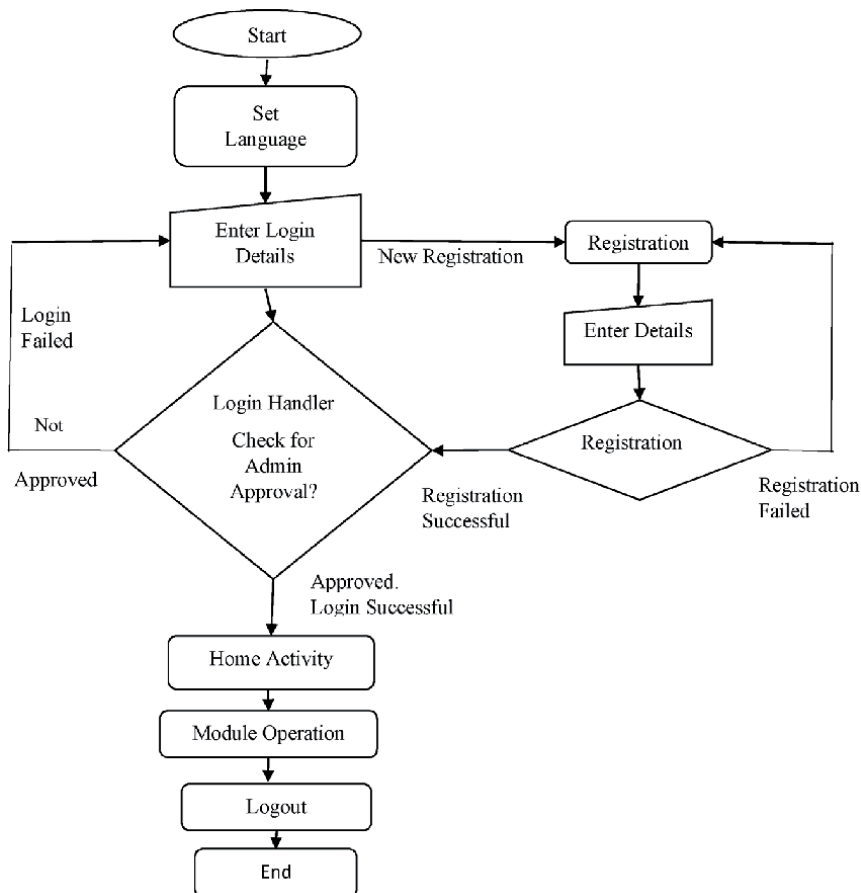 Start
Set
Language
Enter Login
Details
New Registration
Registration
Login
Failed
Enter Details
Login Handler
Check for
Admin
Approval?
Not
Approved
Registration
Registration
Successful
Registration
Failed
Approved.
Login Successful
Home Activity
Module Operation
Logout
End